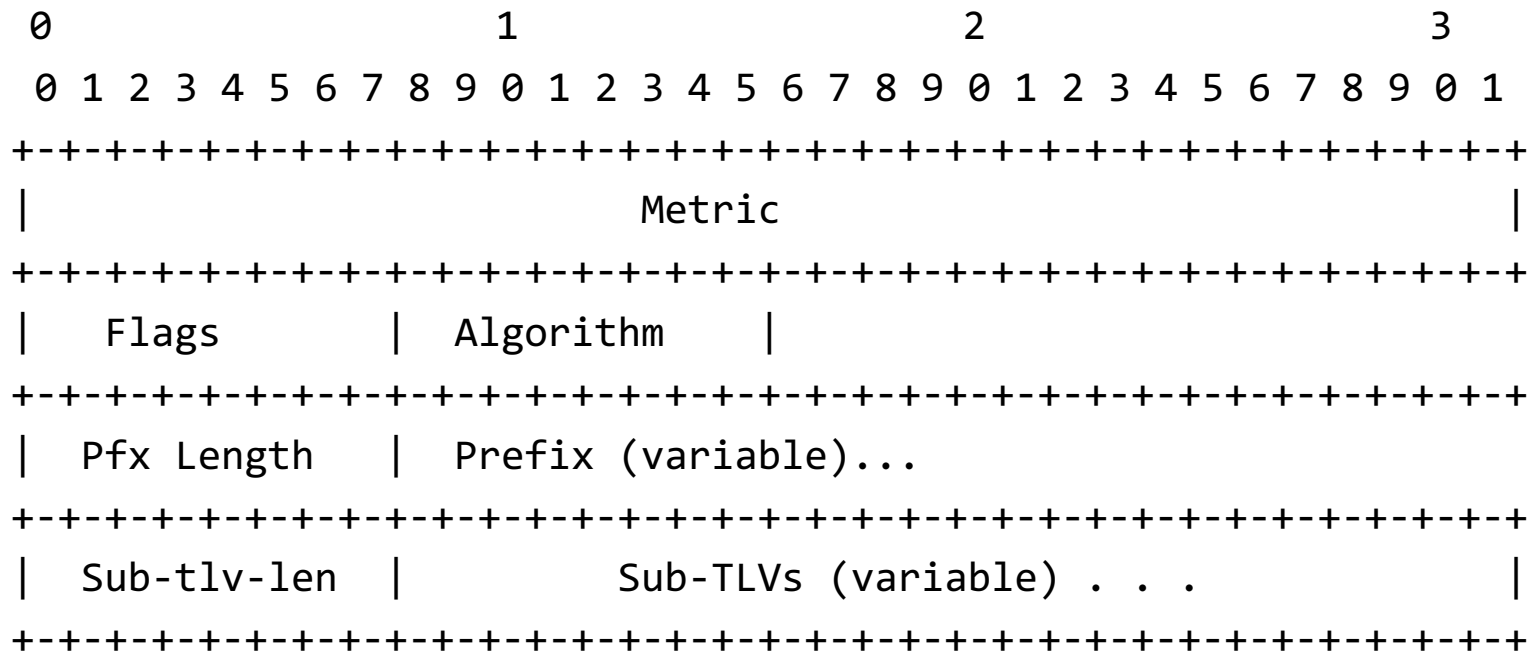 0                   1                   2                   3
0 1 2 3 4 5 6 7 8 9 0 1 2 3 4 5 6 7 8 9 0 1 2 3 4 5 6 7 8 9 0 1
+-+-+-+-+-+-+-+-+-+-+-+-+-+-+-+-+-+-+-+-+-+-+-+-+-+-+-+-+-+-+-+-+
|                          Metric                               |
+-+-+-+-+-+-+-+-+-+-+-+-+-+-+-+-+-+-+-+-+-+-+-+-+-+-+-+-+-+-+-+-+
|   Flags       |  Algorithm    |
+-+-+-+-+-+-+-+-+-+-+-+-+-+-+-+-+-+-+-+-+-+-+-+-+-+-+-+-+-+-+-+-+
|  Pfx Length   |  Prefix (variable)...
+-+-+-+-+-+-+-+-+-+-+-+-+-+-+-+-+-+-+-+-+-+-+-+-+-+-+-+-+-+-+-+-+
|  Sub-tlv-len  |         Sub-TLVs (variable) . . .             |
+-+-+-+-+-+-+-+-+-+-+-+-+-+-+-+-+-+-+-+-+-+-+-+-+-+-+-+-+-+-+-+-+